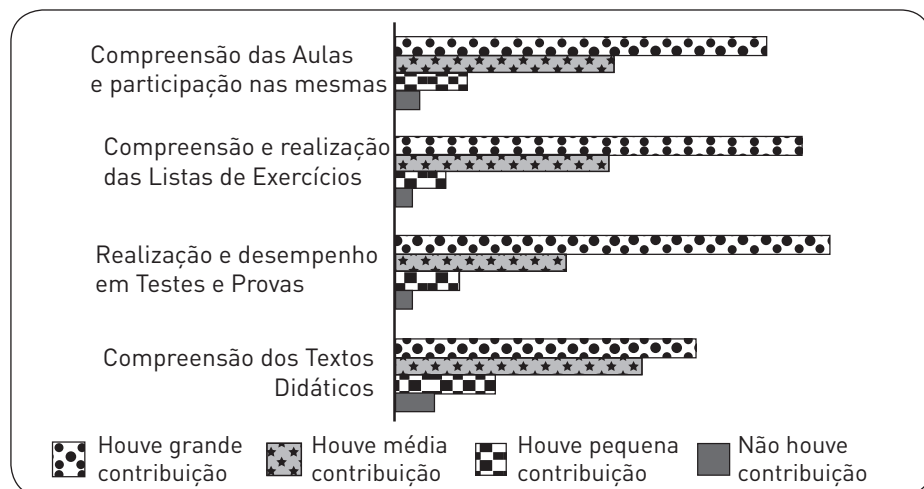 Compreensão das Aulas
e participação nas mesmas
Compreensão e realização
das Listas de Exercícios
Realização e desempenho
em Testes e Provas
Compreensão dos Textos
Didáticos
Houve grande
contribuição
Houve média
contribuição
Houve pequena
contribuição
Não houve
contribuição